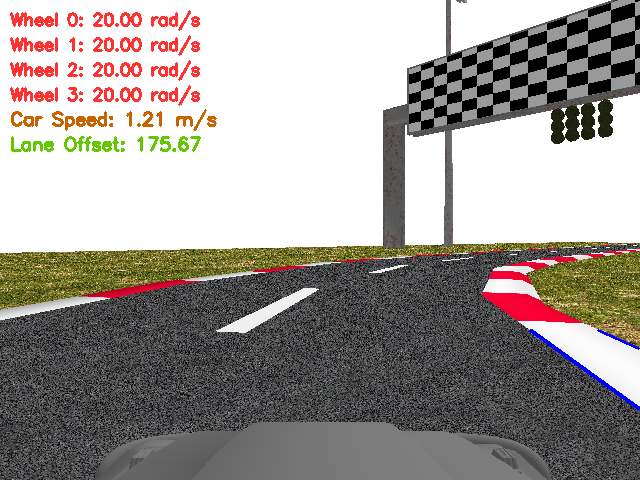 Wheel 0: 20.00 rad/s
Wheel 1: 20.00 rad/s
Wheel 2: 20.00 rad/s
Wheel 3: 20.00 rad/s
Car Speed: 1.21 m/s
Lane Offset: 175.67